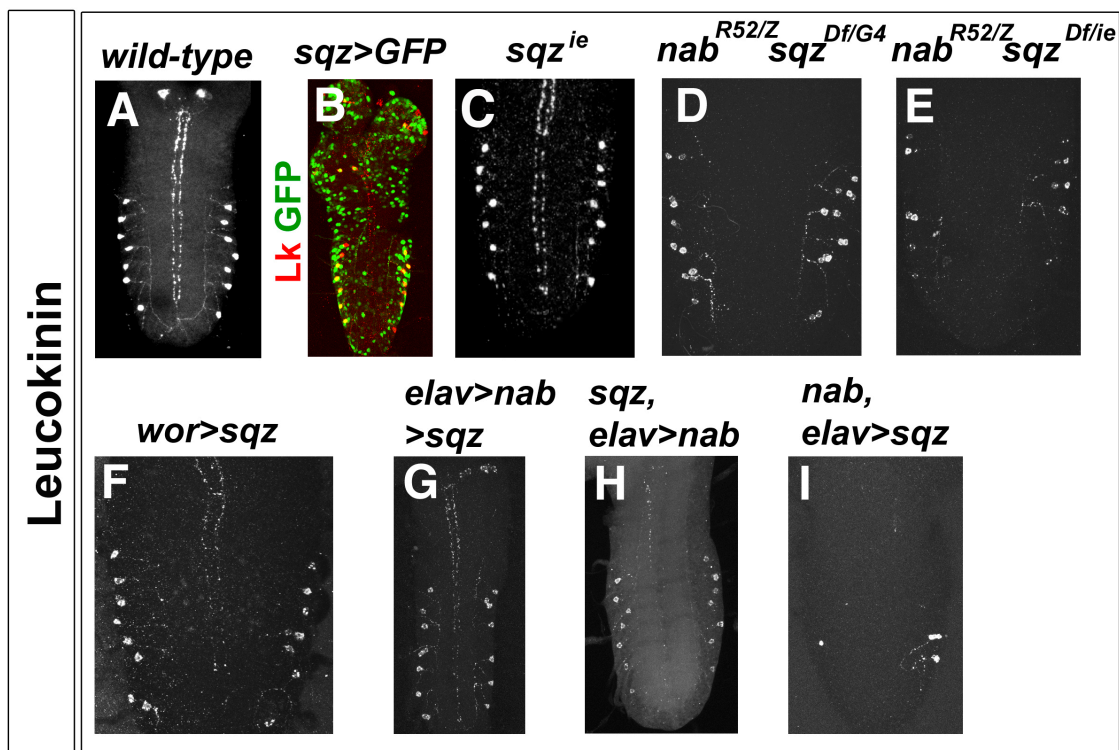 Leucokinin
wild-type
sqz>GFP
sqz ie
nab R52/Z sqz Df/G4
nab R52/Z sqz Df/ie
A
B
C
D
E
Lk GFP
wor>sqz
elav>nab
>sqz
sqz,
elav>nab
nab,
elav>sqz
F
G
H
I